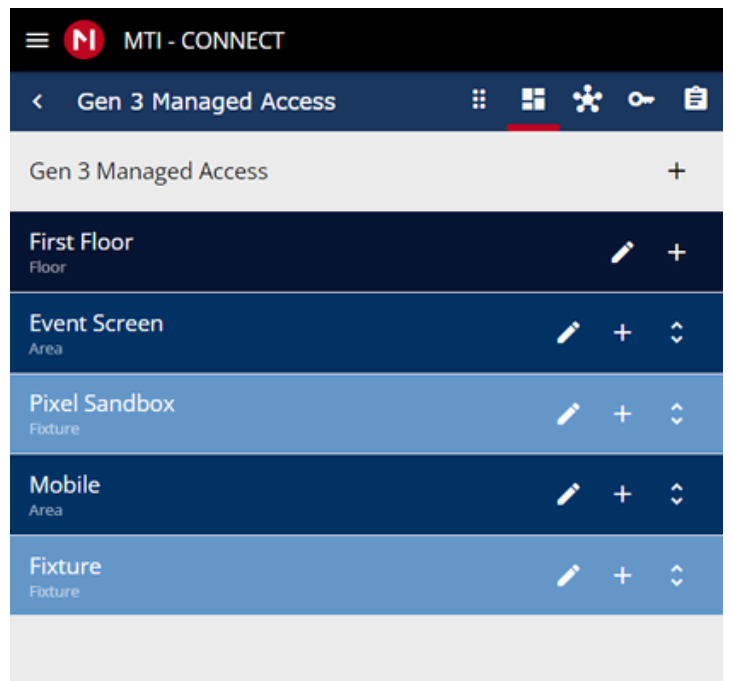 MTI - CONNECT
Gen 3 Managed Access
Gen 3 Managed Access
First Floor
Floor
Event Screen
Area
Pixel Sandbox
Fixture
Mobile
Area
Fixture
Fixture